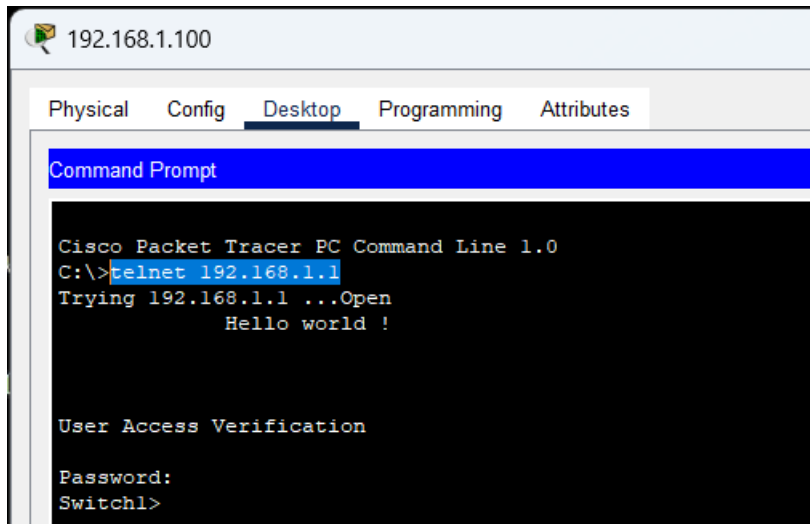 192.168.1.100
Physical Config Desktop Programming Attributes
Command Prompt
Cisco Packet Tracer PC Command Line 1.0
C:\>telnet 192.168.1.1
Trying 192.168.1.1 ...Open
Hello world !
User Access Verification
Password:
Switch1>